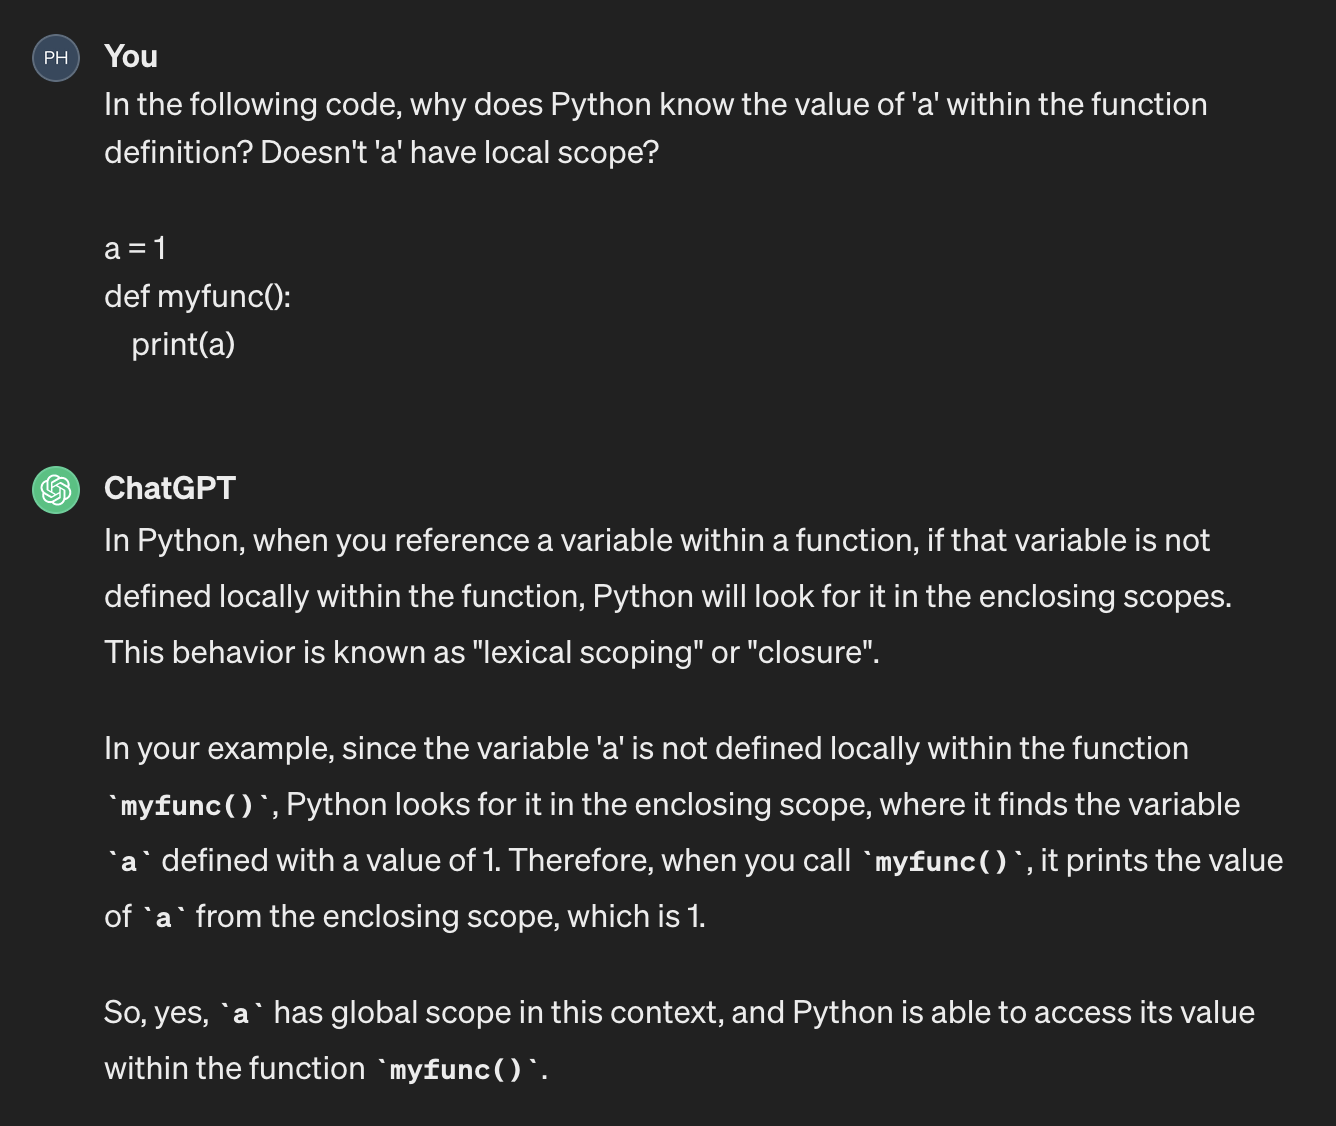 PH
You
In the following code, why does Python know the value of 'a' within the function
definition? Doesn't 'a' have local scope?
a = 1
def myfunc():
    print(a)
ChatGPT
In Python, when you reference a variable within a function, if that variable is not
defined locally within the function, Python will look for it in the enclosing scopes.
This behavior is known as "lexical scoping" or "closure".
In your example, since the variable 'a' is not defined locally within the function
`myfunc()`, Python looks for it in the enclosing scope, where it finds the variable
`a` defined with a value of 1. Therefore, when you call `myfunc()`, it prints the value
of `a` from the enclosing scope, which is 1.
So, yes, `a` has global scope in this context, and Python is able to access its value
within the function `myfunc()`.